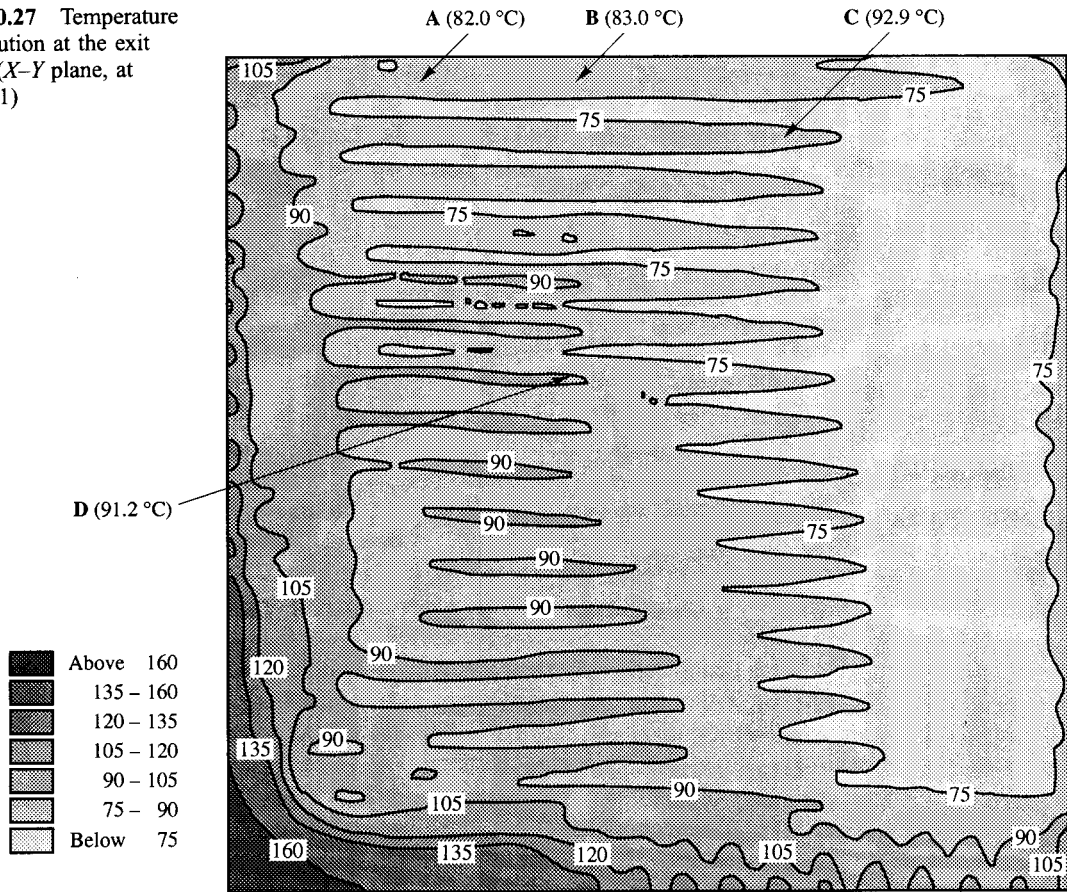 0.27 Temperature
ution at the exit
(X–Y plane, at
1)
A (82.0 °C)
B (83.0 °C)
C (92.9 °C)
105
75
75
90
75
75
90
75
75
90
D (91.2 °C)
90
75
90
105
90
90
120
90
135
90
75
105
90
160
135
120
105
90
105
Above 160
135 – 160
120 – 135
105 – 120
90 – 105
75 – 90
Below 75